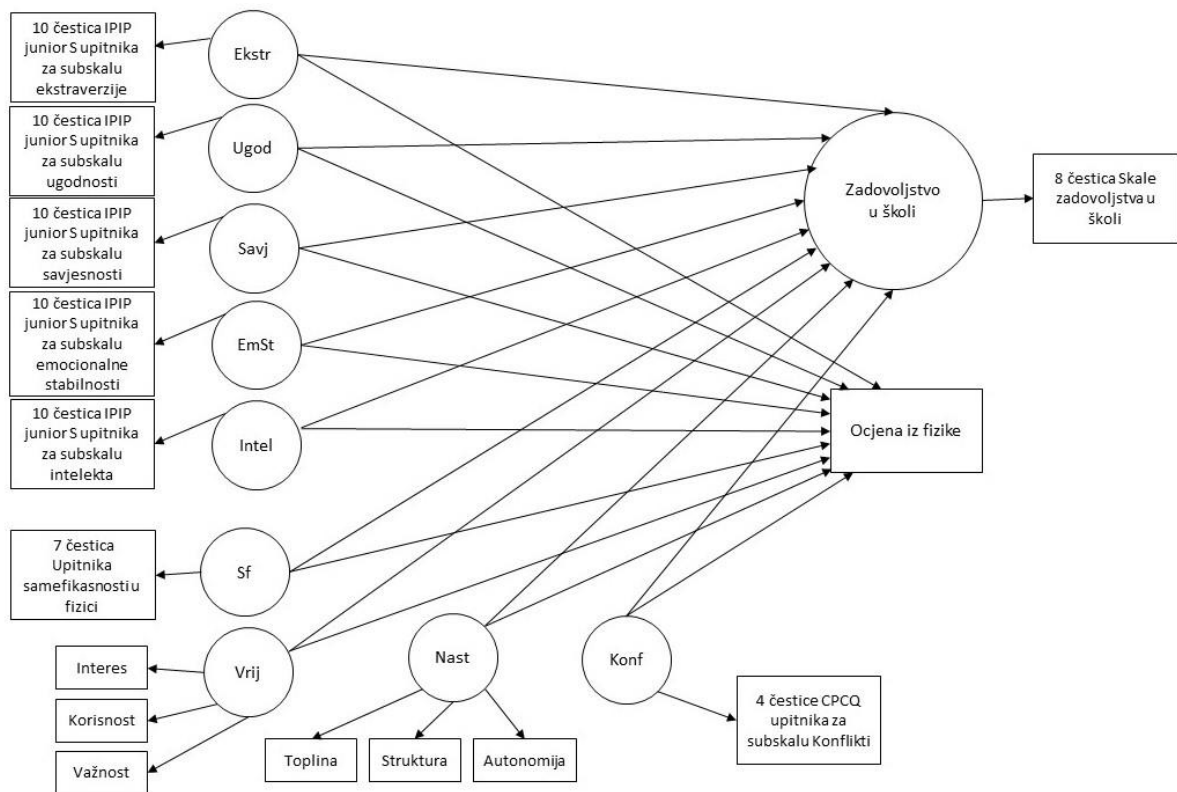 10 čestica IPIP
junior S upitnika
za subskalu
ekstraverzije
Ekstr
10 čestica IPIP
junior S upitnika
za subskalu
ugodnosti
Ugod
Zadovoljstvo
u školi
8 čestica Skale
zadovoljstva u
školi
10 čestica IPIP
junior S upitnika
za subskalu
savjesnosti
Savj
10 čestica IPIP
junior S upitnika
za subskalu
emocionalne
stabilnosti
EmSt
10 čestica IPIP
junior S upitnika
za subskalu
intelekta
Intel
Ocjena iz fizike
7 čestica
Upitnika
samefikasnosti u
fizici
Sf
Interes
Korisnost
Važnost
Vrij
Nast
Konf
Toplina
Struktura
Autonomija
4 čestice CPCQ
upitnika za
subskalu Konflikti